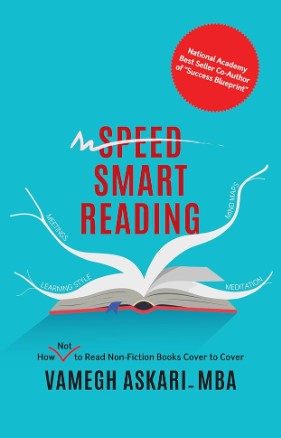 National Academy
Best Seller Co-Author
of "Success Blueprint"
SPEED
SMART
READING
MEETINGS
MIND MAPS
LEARNING STYLE
MEDITATION
Not
How to Read Non-Fiction Books Cover to Cover
VAMEGH ASKARI- MBA